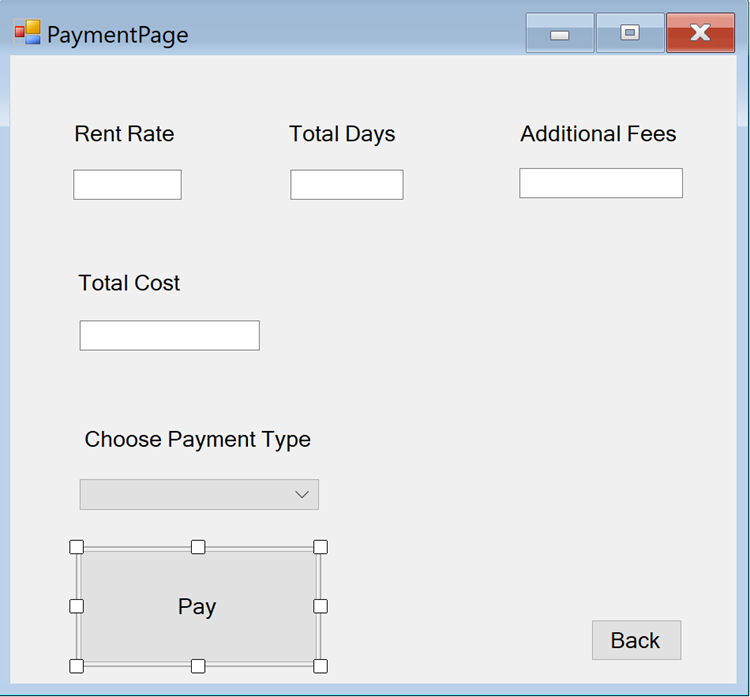 PaymentPage
Rent Rate
Total Days
Additional Fees
Total Cost
Choose Payment Type
Pay
Back